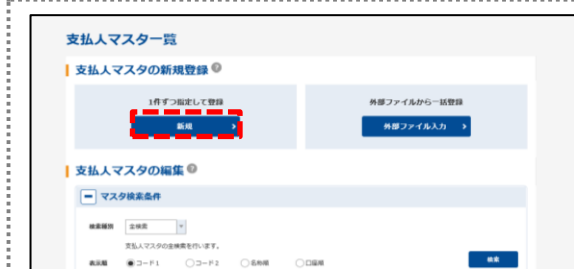 支払人マスター覧
支払人マスタの新規登録
1件ずつ指定して登録
外部ファイルから一括登録
新規
外部ファイル入力
支払人マスタの編集
マスタ検索条件
検索種別 全検索
支払人マスタの全検索を行います。
表示順 コード1 コード2 名称順 口座順
検索